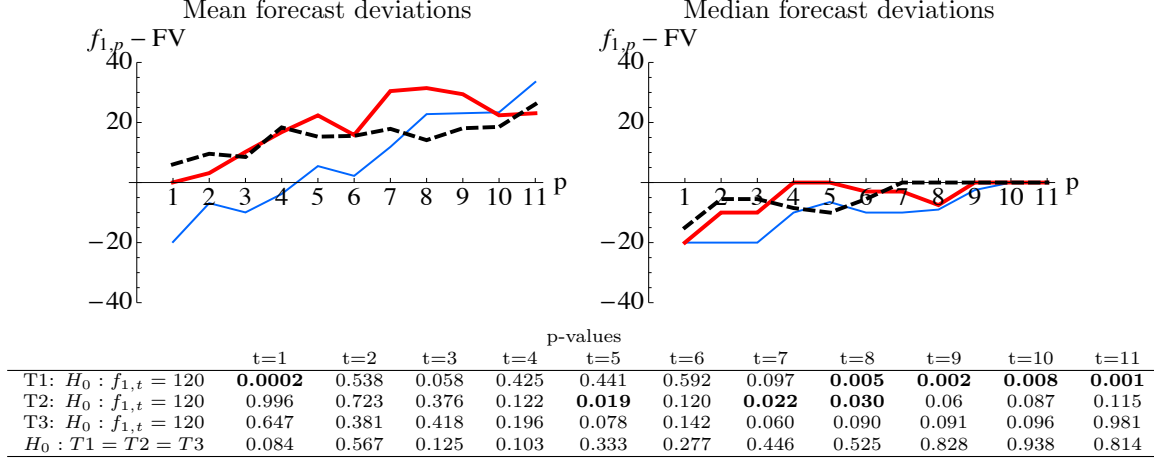 Mean forecast deviations
f1,p − FV
40
20
−20
−40
1 2 3 4 5 6 7 8 9 10 11 p
Median forecast deviations
f1,p − FV
40
20
−20
−40
1 2 3 4 5 6 7 8 9 10 11 p
p-values
t=1 t=2 t=3 t=4 t=5 t=6 t=7 t=8 t=9 t=10 t=11
T1: H0 : f1,t = 120 0.0002 0.538 0.058 0.425 0.441 0.592 0.097 0.005 0.002 0.008 0.001
T2: H0 : f1,t = 120 0.996 0.723 0.376 0.122 0.019 0.120 0.022 0.030 0.06 0.087 0.115
T3: H0 : f1,t = 120 0.647 0.381 0.418 0.196 0.078 0.142 0.060 0.090 0.091 0.096 0.981
H0 : T1 = T2 = T3 0.084 0.567 0.125 0.103 0.333 0.277 0.446 0.525 0.828 0.938 0.814